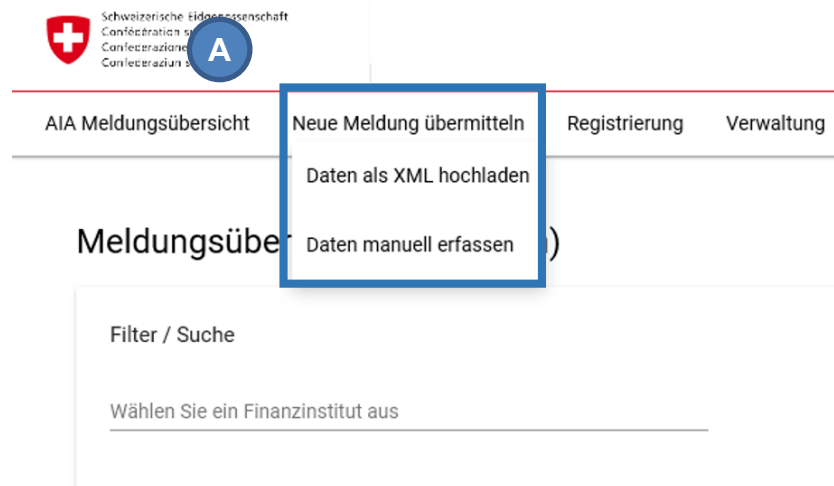 Schweizerische Eidgenossenschaft
Confédération
Confederazione
Confederaziun
A
AIA Meldungsübersicht Neue Meldung übermitteln Registrierung Verwaltung
Daten als XML hochladen
Daten manuell erfassen
)
Filter / Suche
Wählen Sie ein Finanzinstitut aus